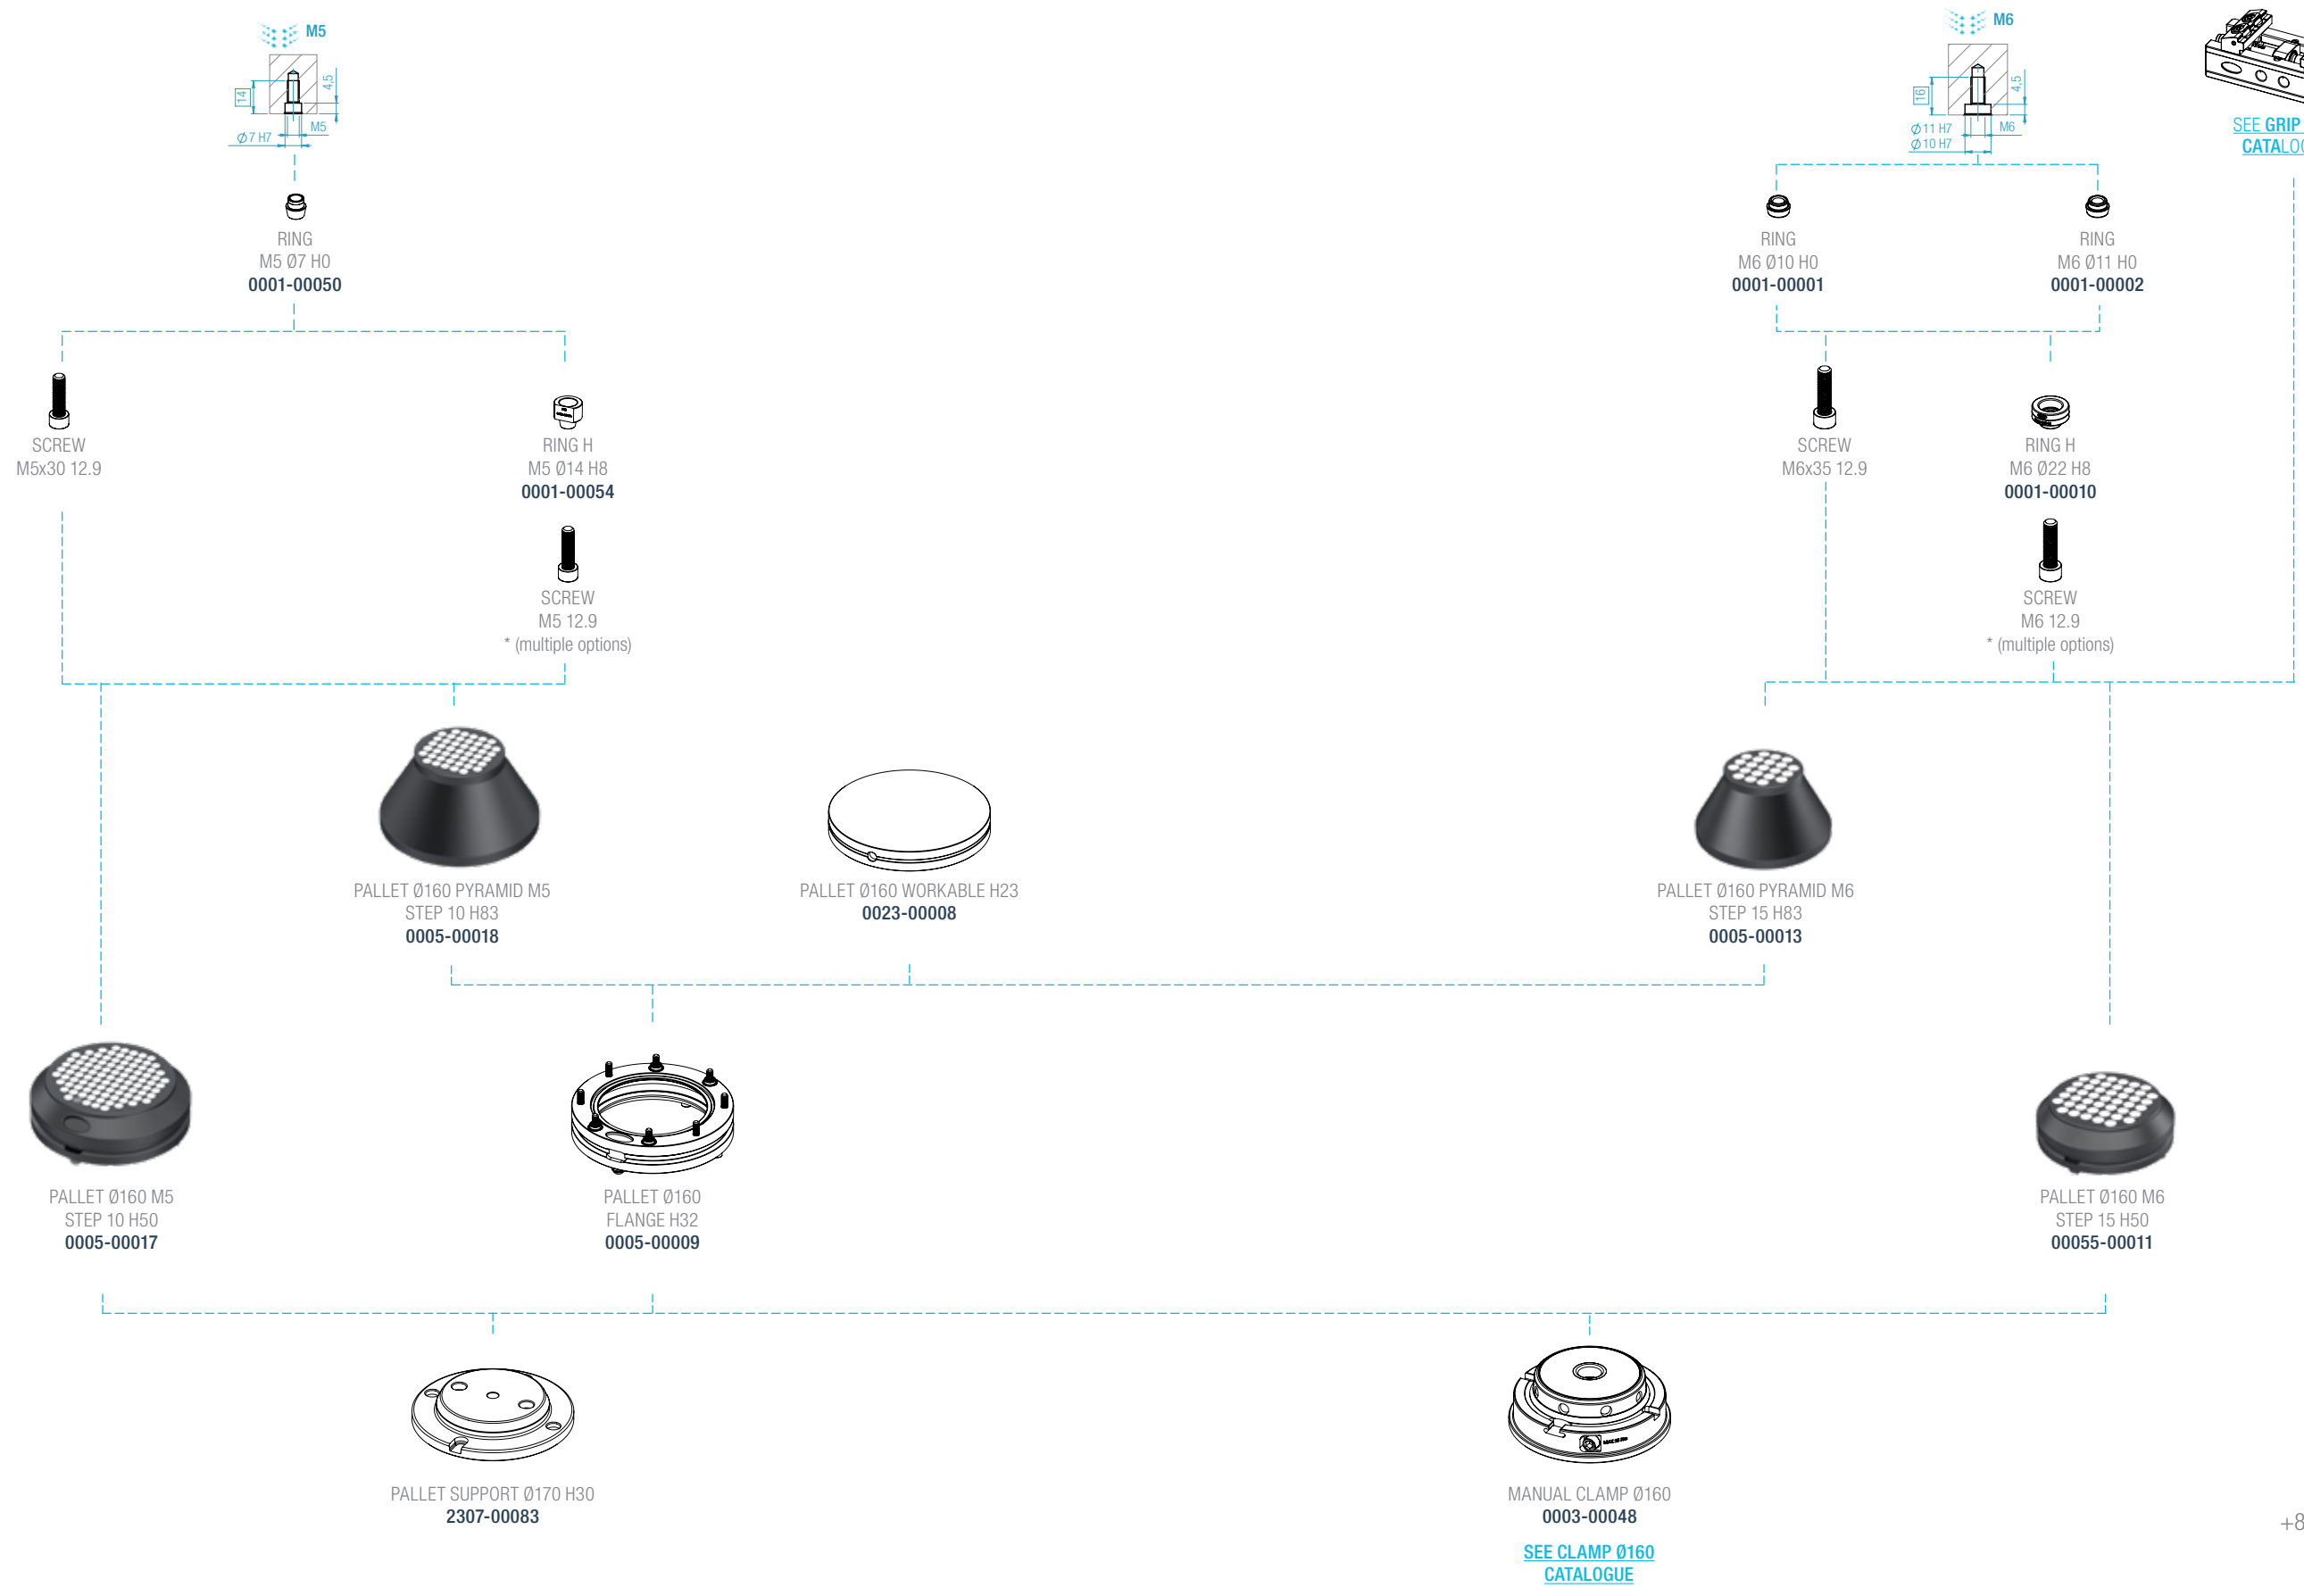 M5
14
4,5
Ø7 H7
M5
RING
M5 Ø7 H0
0001-00050
M6
16
4,5
Ø11 H7
M6
Ø10 H7
SEE GRIP
CATALO
RING
M6 Ø10 H0
0001-00001
RING
M6 Ø11 H0
0001-00002
SCREW
M5x30 12.9
RING H
M5 Ø14 H8
0001-00054
SCREW
M6x35 12.9
RING H
M6 Ø22 H8
0001-00010
SCREW
M5 12.9
* (multiple options)
SCREW
M6 12.9
* (multiple options)
PALLET Ø160 PYRAMID M5
STEP 10 H83
0005-00018
PALLET Ø160 WORKABLE H23
0023-00008
PALLET Ø160 PYRAMID M6
STEP 15 H83
0005-00013
PALLET Ø160 M5
STEP 10 H50
0005-00017
PALLET Ø160
FLANGE H32
0005-00009
PALLET Ø160 M6
STEP 15 H50
00055-00011
PALLET SUPPORT Ø170 H30
2307-00083
MANUAL CLAMP Ø160
0003-00048
SEE CLAMP Ø160
CATALOGUE
+8